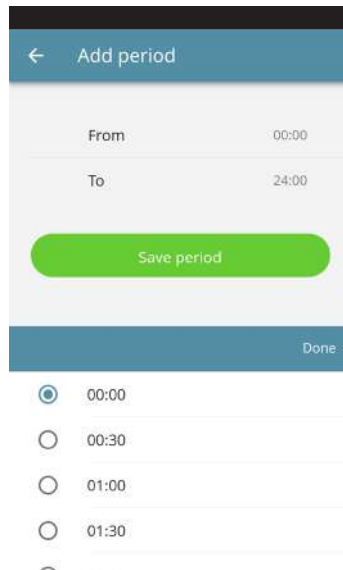 Add period
From 00:00
To 24:00
Save period
Done
00:00
00:30
01:00
01:30